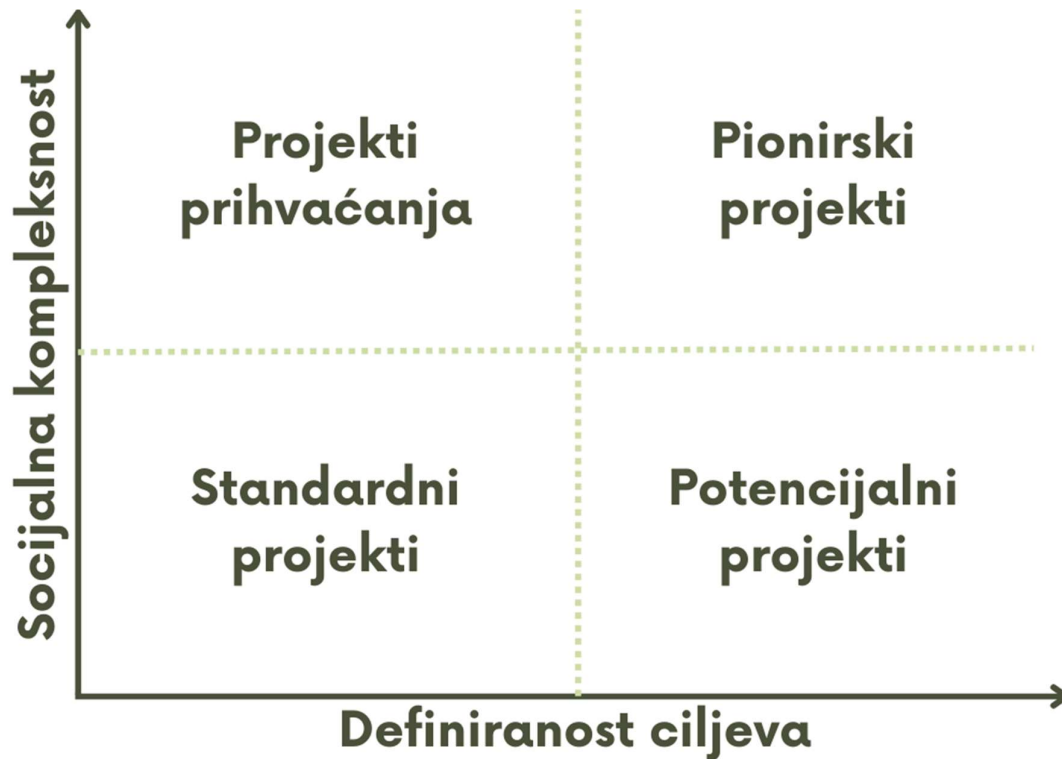 Socijalna kompleksnost
Projekti
prihvaćanja
Pionirski
projekti
Standardni
projekti
Potencijalni
projekti
Definiranost ciljeva